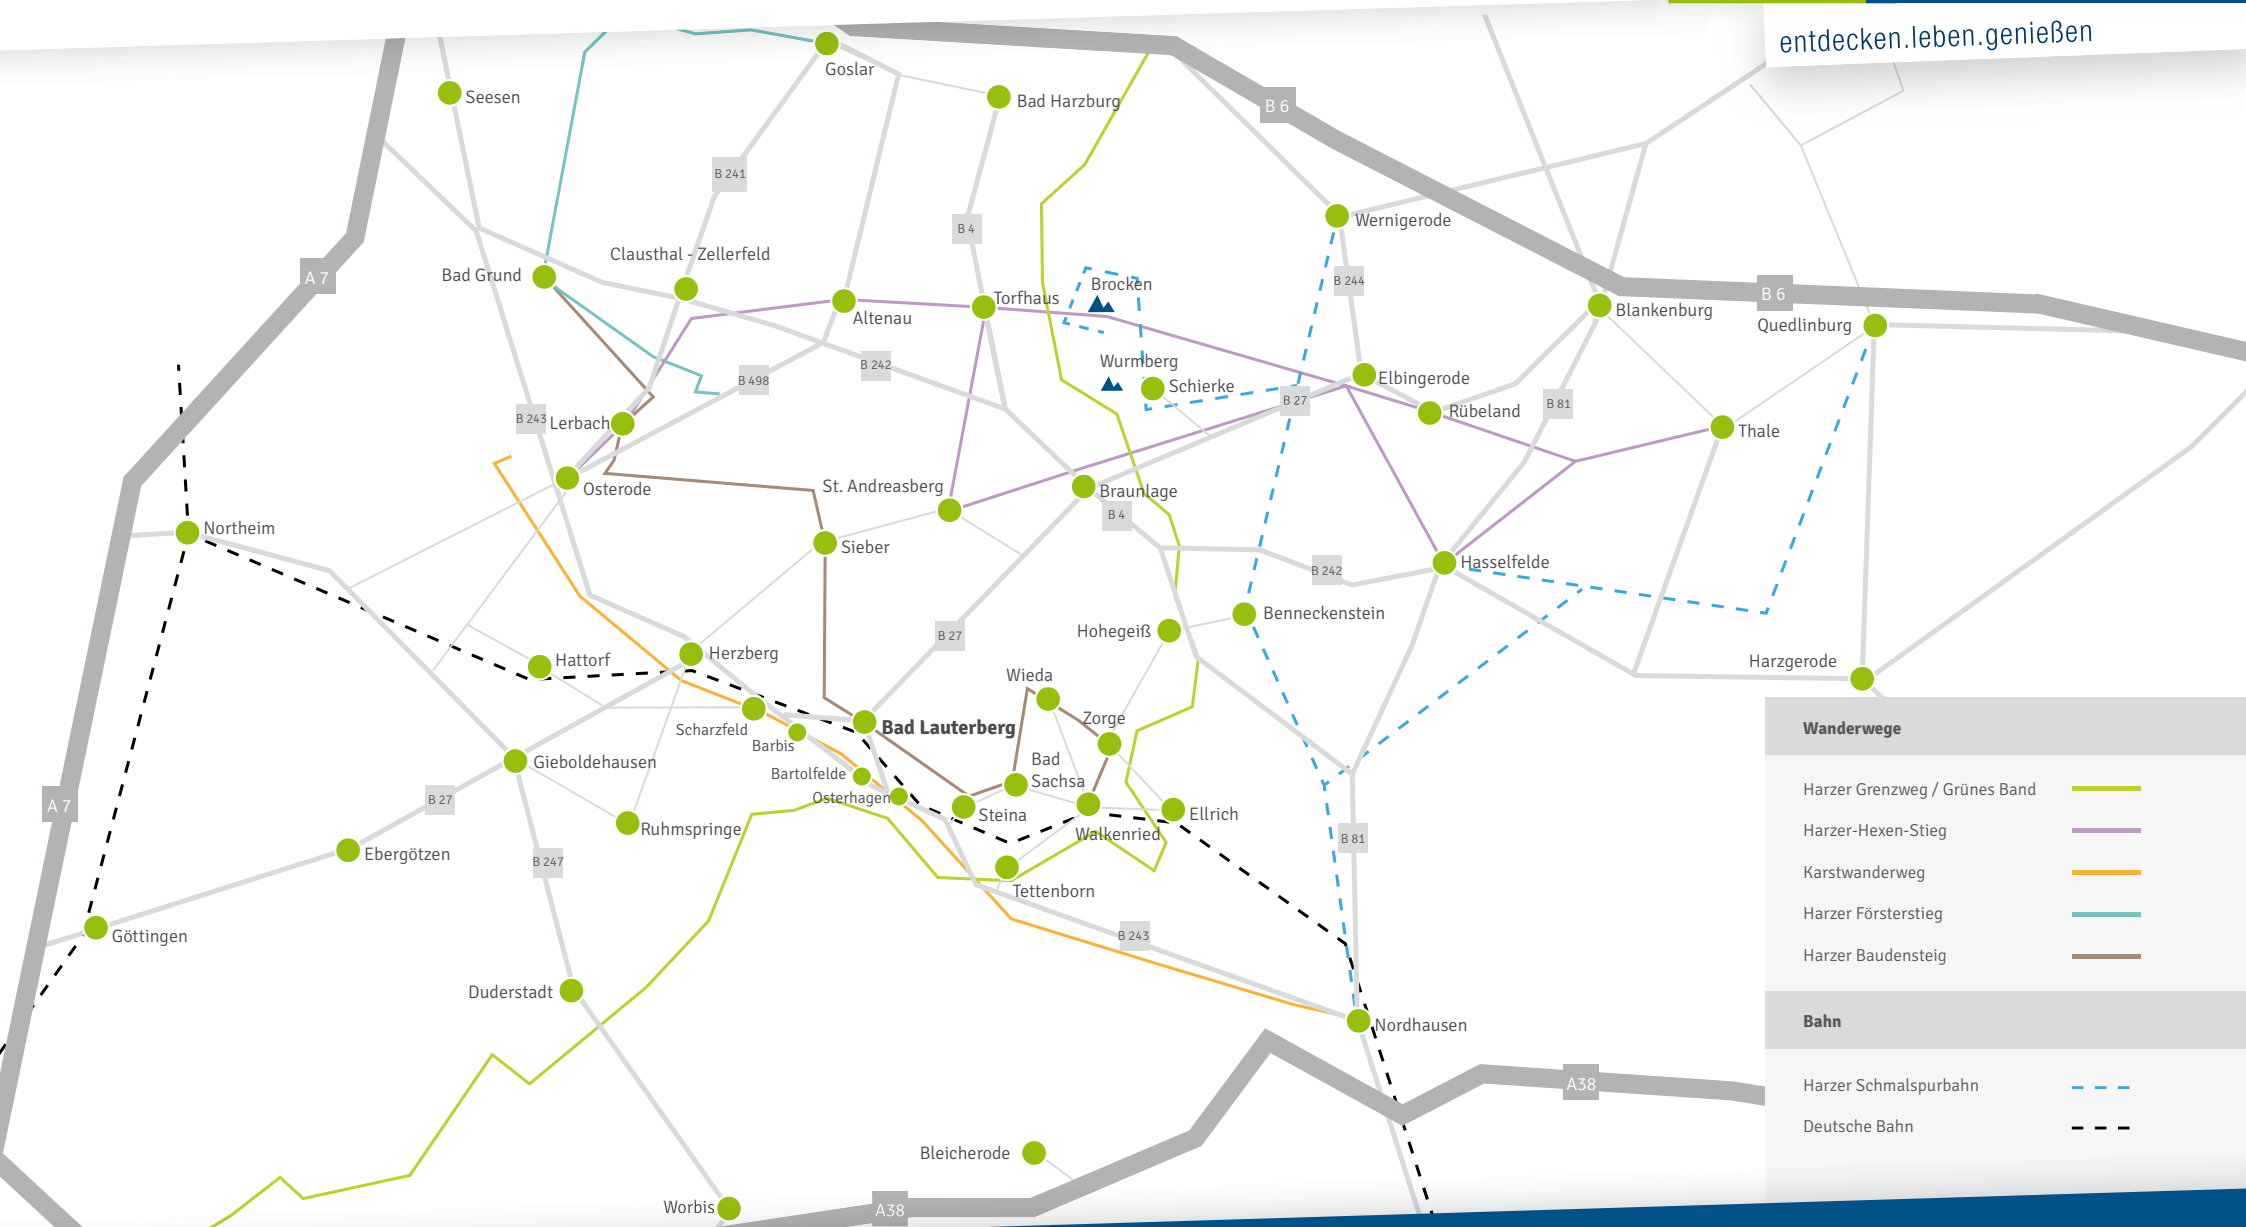 entdecken.leben.genießen
Goslar
Seesen
Bad Harzburg
B 6
B 241
Wernigerode
B 4
Clausthal - Zellerfeld
Bad Grund
A 7
B 244
Brocken
Torfhaus
B 6
Altenau
Blankenburg
Quedlinburg
Wurmberg
B 242
B 498
Schierke
Elbingerode
B 27
B 81
Rübeland
B 243
Lerbach
Thale
Osterode
St. Andreasberg
Braunlage
B 4
Northeim
Sieber
Hasselfelde
B 242
Benneckenstein
Hohegeiß
B 27
Hattorf
Herzberg
Harzgerode
Wieda
Zorge
Scharzfeld
Bad Lauterberg
Barbis
Bad
Sachsa
Gieboldehausen
Bartolfelde
Osterhagen
B 27
A 7
Steina
Ellrich
Ruhmspringe
Walkenried
B 81
Ebergötzen
B 247
Tettenborn
Göttingen
B 243
Duderstadt
Nordhausen
A38
Bleicherode
Worbis
A38
Wanderwege
Harzer Grenzweg / Grünes Band
Harzer-Hexen-Stieg
Karstwanderweg
Harzer Försterstieg
Harzer Baudensteig
Bahn
Harzer Schmalspurbahn
Deutsche Bahn